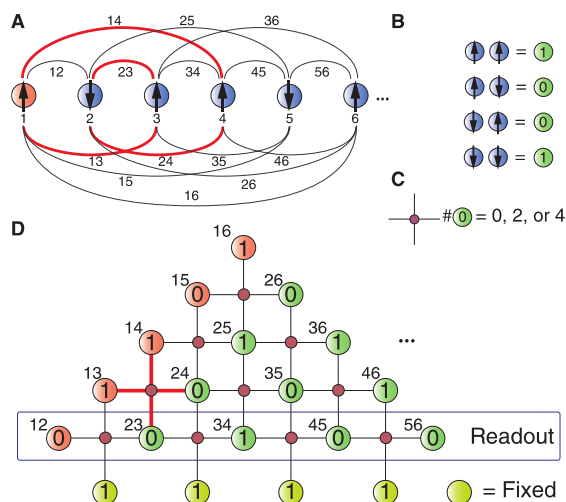 A
14 25 36
12 23 34 45 56
...
1 2 3 4 5 6
13 24 35 46
15 26
16
B
= 1
= 0
= 0
= 1
C
#0 = 0, 2, or 4
D
16 1
15 0 26 0
14 1 25 1 36 1 ...
13 1 24 0 35 0 46 1
12 0 23 0 34 1 45 0 56 0 Readout
1 1 1 1 = Fixed